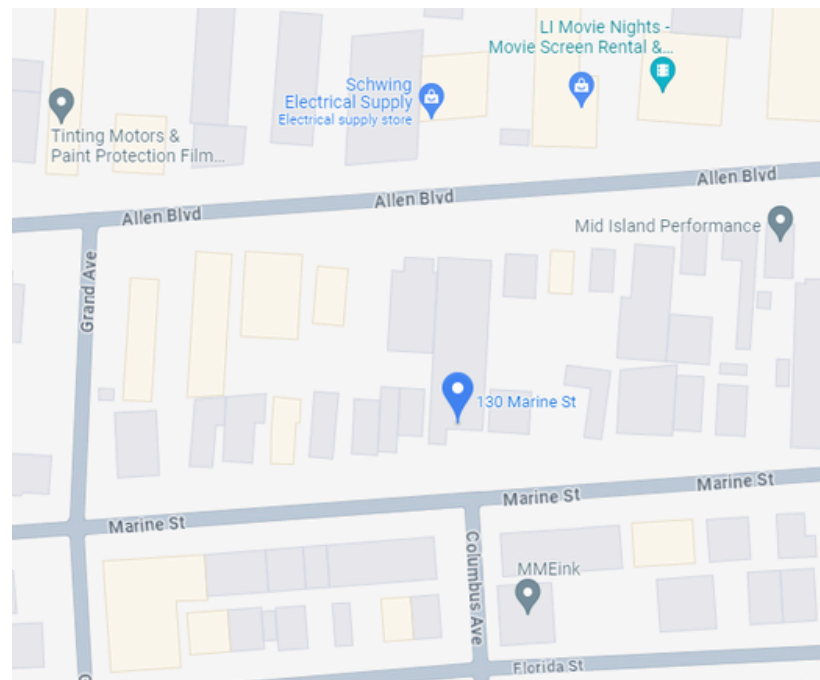 LI Movie Nights -
Movie Screen Rental &...
Schwing
Electrical Supply
Electrical supply store
Tinting Motors &
Paint Protection Film...
Allen Blvd
Allen Blvd
Allen Blvd
Mid Island Performance
Grand Ave
130 Marine St
Marine St
Marine St
Marine St
Columbus Ave
MMEink
Florida St